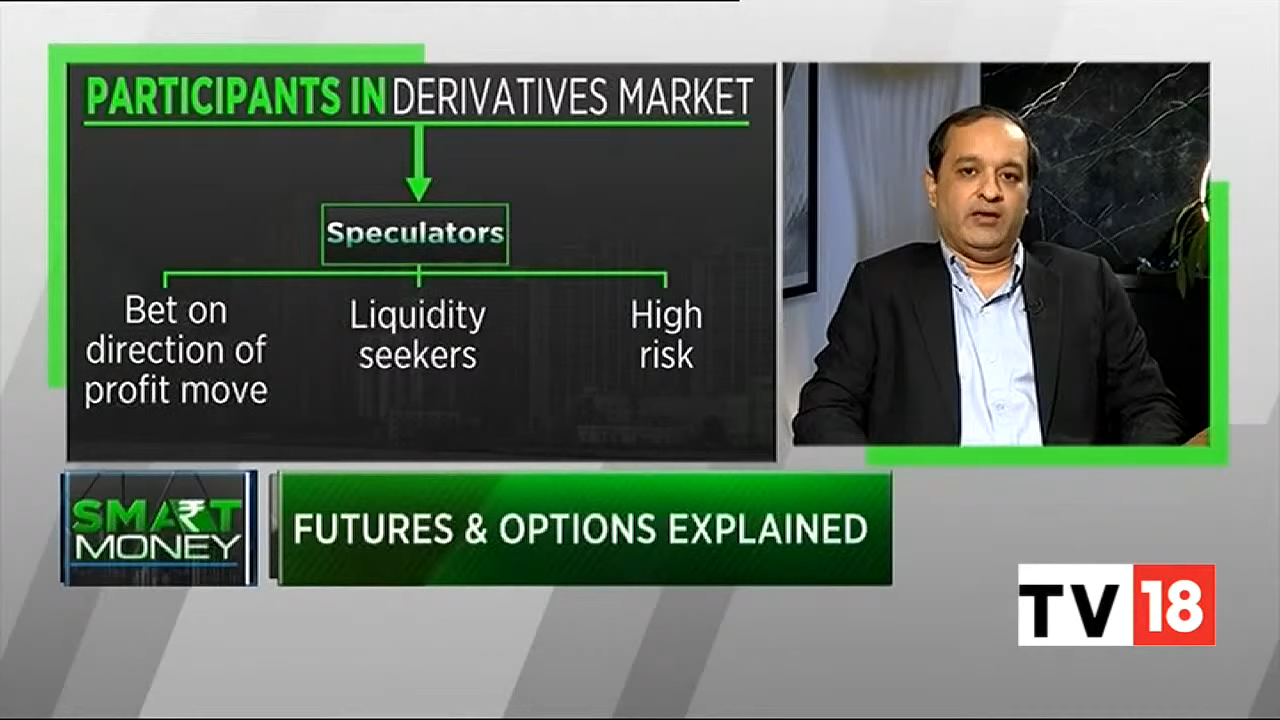 PARTICIPANTS IN DERIVATIVES MARKET
Speculators
Bet on
direction of
profit move
Liquidity
seekers
High
risk
SMA₹T
MONEY
FUTURES & OPTIONS EXPLAINED
TV18